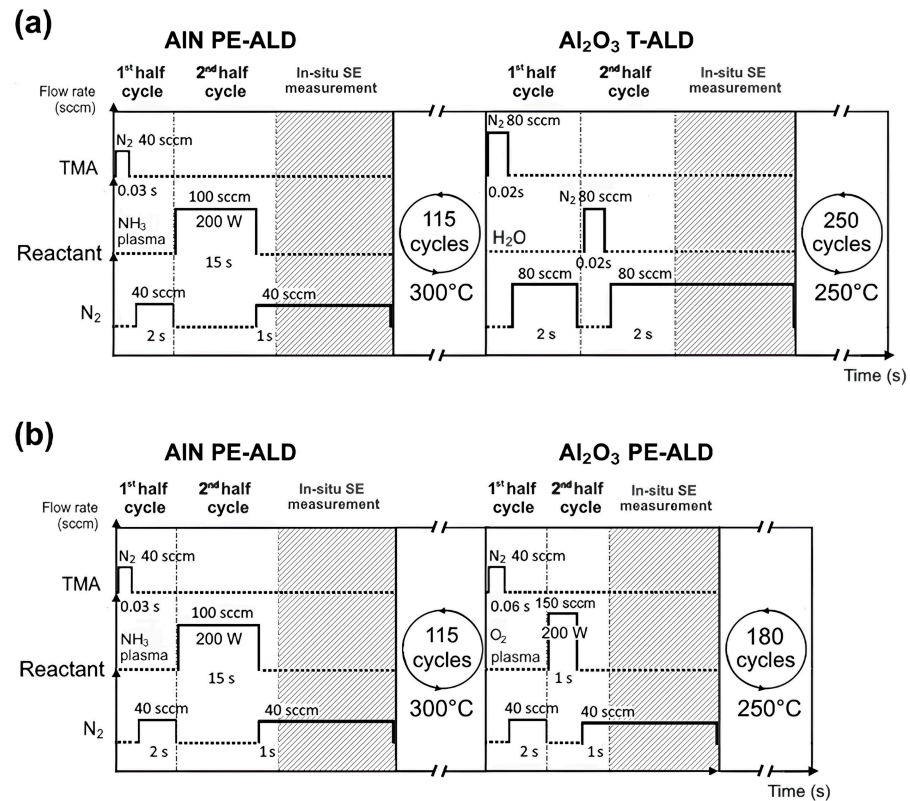 (a)
AlN PE-ALD
Al₂O₃ T-ALD
1st half cycle
2nd half cycle
In-situ SE measurement
1st half cycle
2nd half cycle
In-situ SE measurement
Flow rate (sccm)
N₂ 40 sccm
N₂ 80 sccm
TMA
0.03 s
0.02s
100 sccm
N₂ 80 sccm
NH₃ plasma
200 W
115 cycles
H₂O
250 cycles
Reactant
15 s
0.02s
300°C
250°C
40 sccm
40 sccm
80 sccm
80 sccm
N₂
2 s
1s
2 s
2 s
Time (s)
(b)
AlN PE-ALD
Al₂O₃ PE-ALD
1st half cycle
2nd half cycle
In-situ SE measurement
1st half cycle
2nd half cycle
In-situ SE measurement
Flow rate (sccm)
N₂ 40 sccm
N₂ 40 sccm
TMA
0.03 s
0.06 s
100 sccm
150 sccm
NH₃ plasma
200 W
115 cycles
O₂ plasma
200 W
180 cycles
Reactant
15 s
1 s
300°C
250°C
40 sccm
40 sccm
40 sccm
40 sccm
N₂
2 s
1s
2 s
1s
Time (s)